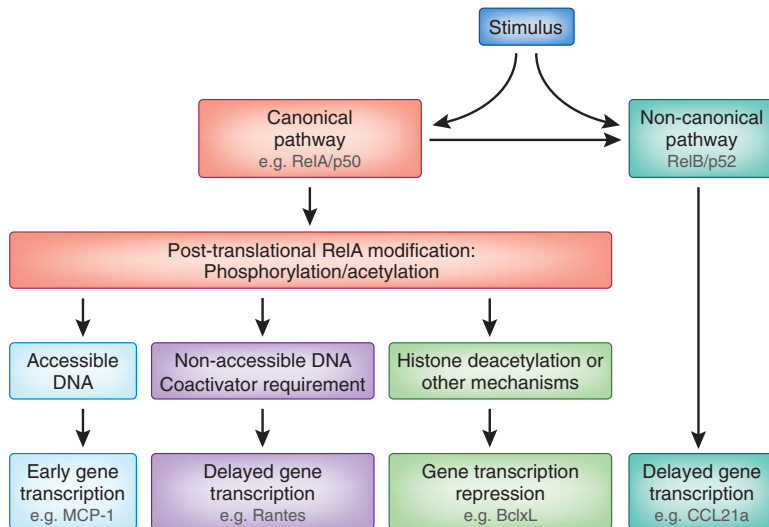 Stimulus
Canonical
pathway
e.g. RelA/p50
Non-canonical
pathway
RelB/p52
Post-translational RelA modification:
Phosphorylation/acetylation
Accessible
DNA
Non-accessible DNA
Coactivator requirement
Histone deacetylation or
other mechanisms
Early gene
transcription
e.g. MCP-1
Delayed gene
transcription
e.g. Rantes
Gene transcription
repression
e.g. BclxL
Delayed gene
transcription
e.g. CCL21a